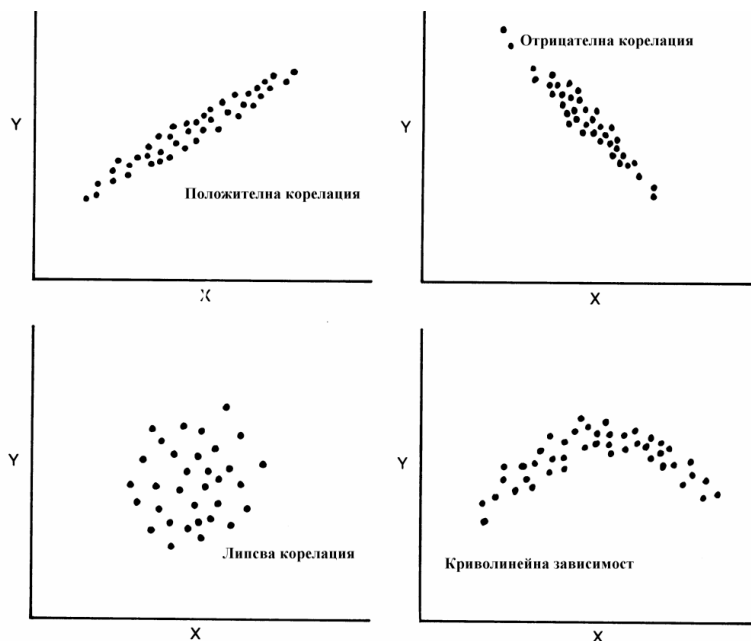 Отрицателна корелация
Y
Y
Положителна корелация
X
X
Y
Y
Липсва корелация
Криволинейна зависимост
X
X